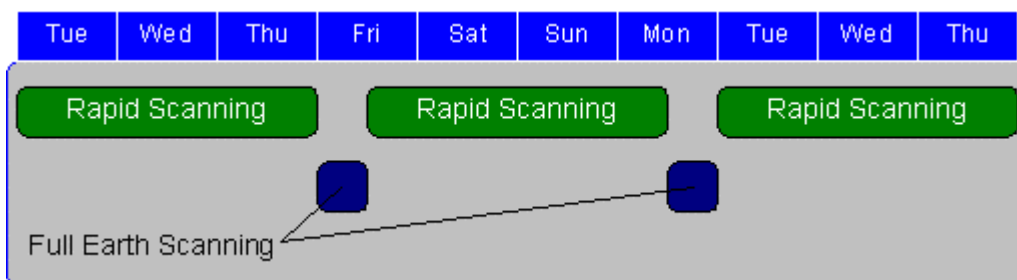 Tue Wed Thu Fri Sat Sun Mon Tue Wed Thu
Rapid Scanning Rapid Scanning Rapid Scanning
Full Earth Scanning